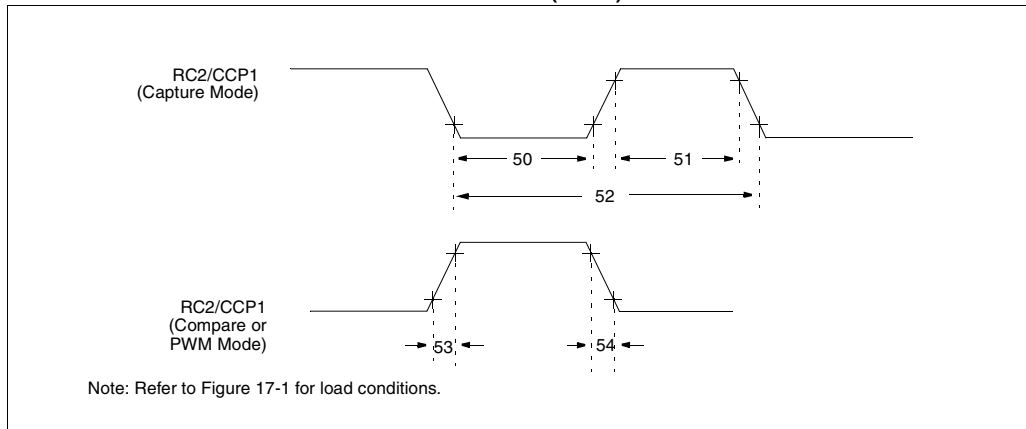 RC2/CCP1
(Capture Mode)
50
51
52
RC2/CCP1
(Compare or
PWM Mode)
53
54
Note: Refer to Figure 17-1 for load conditions.